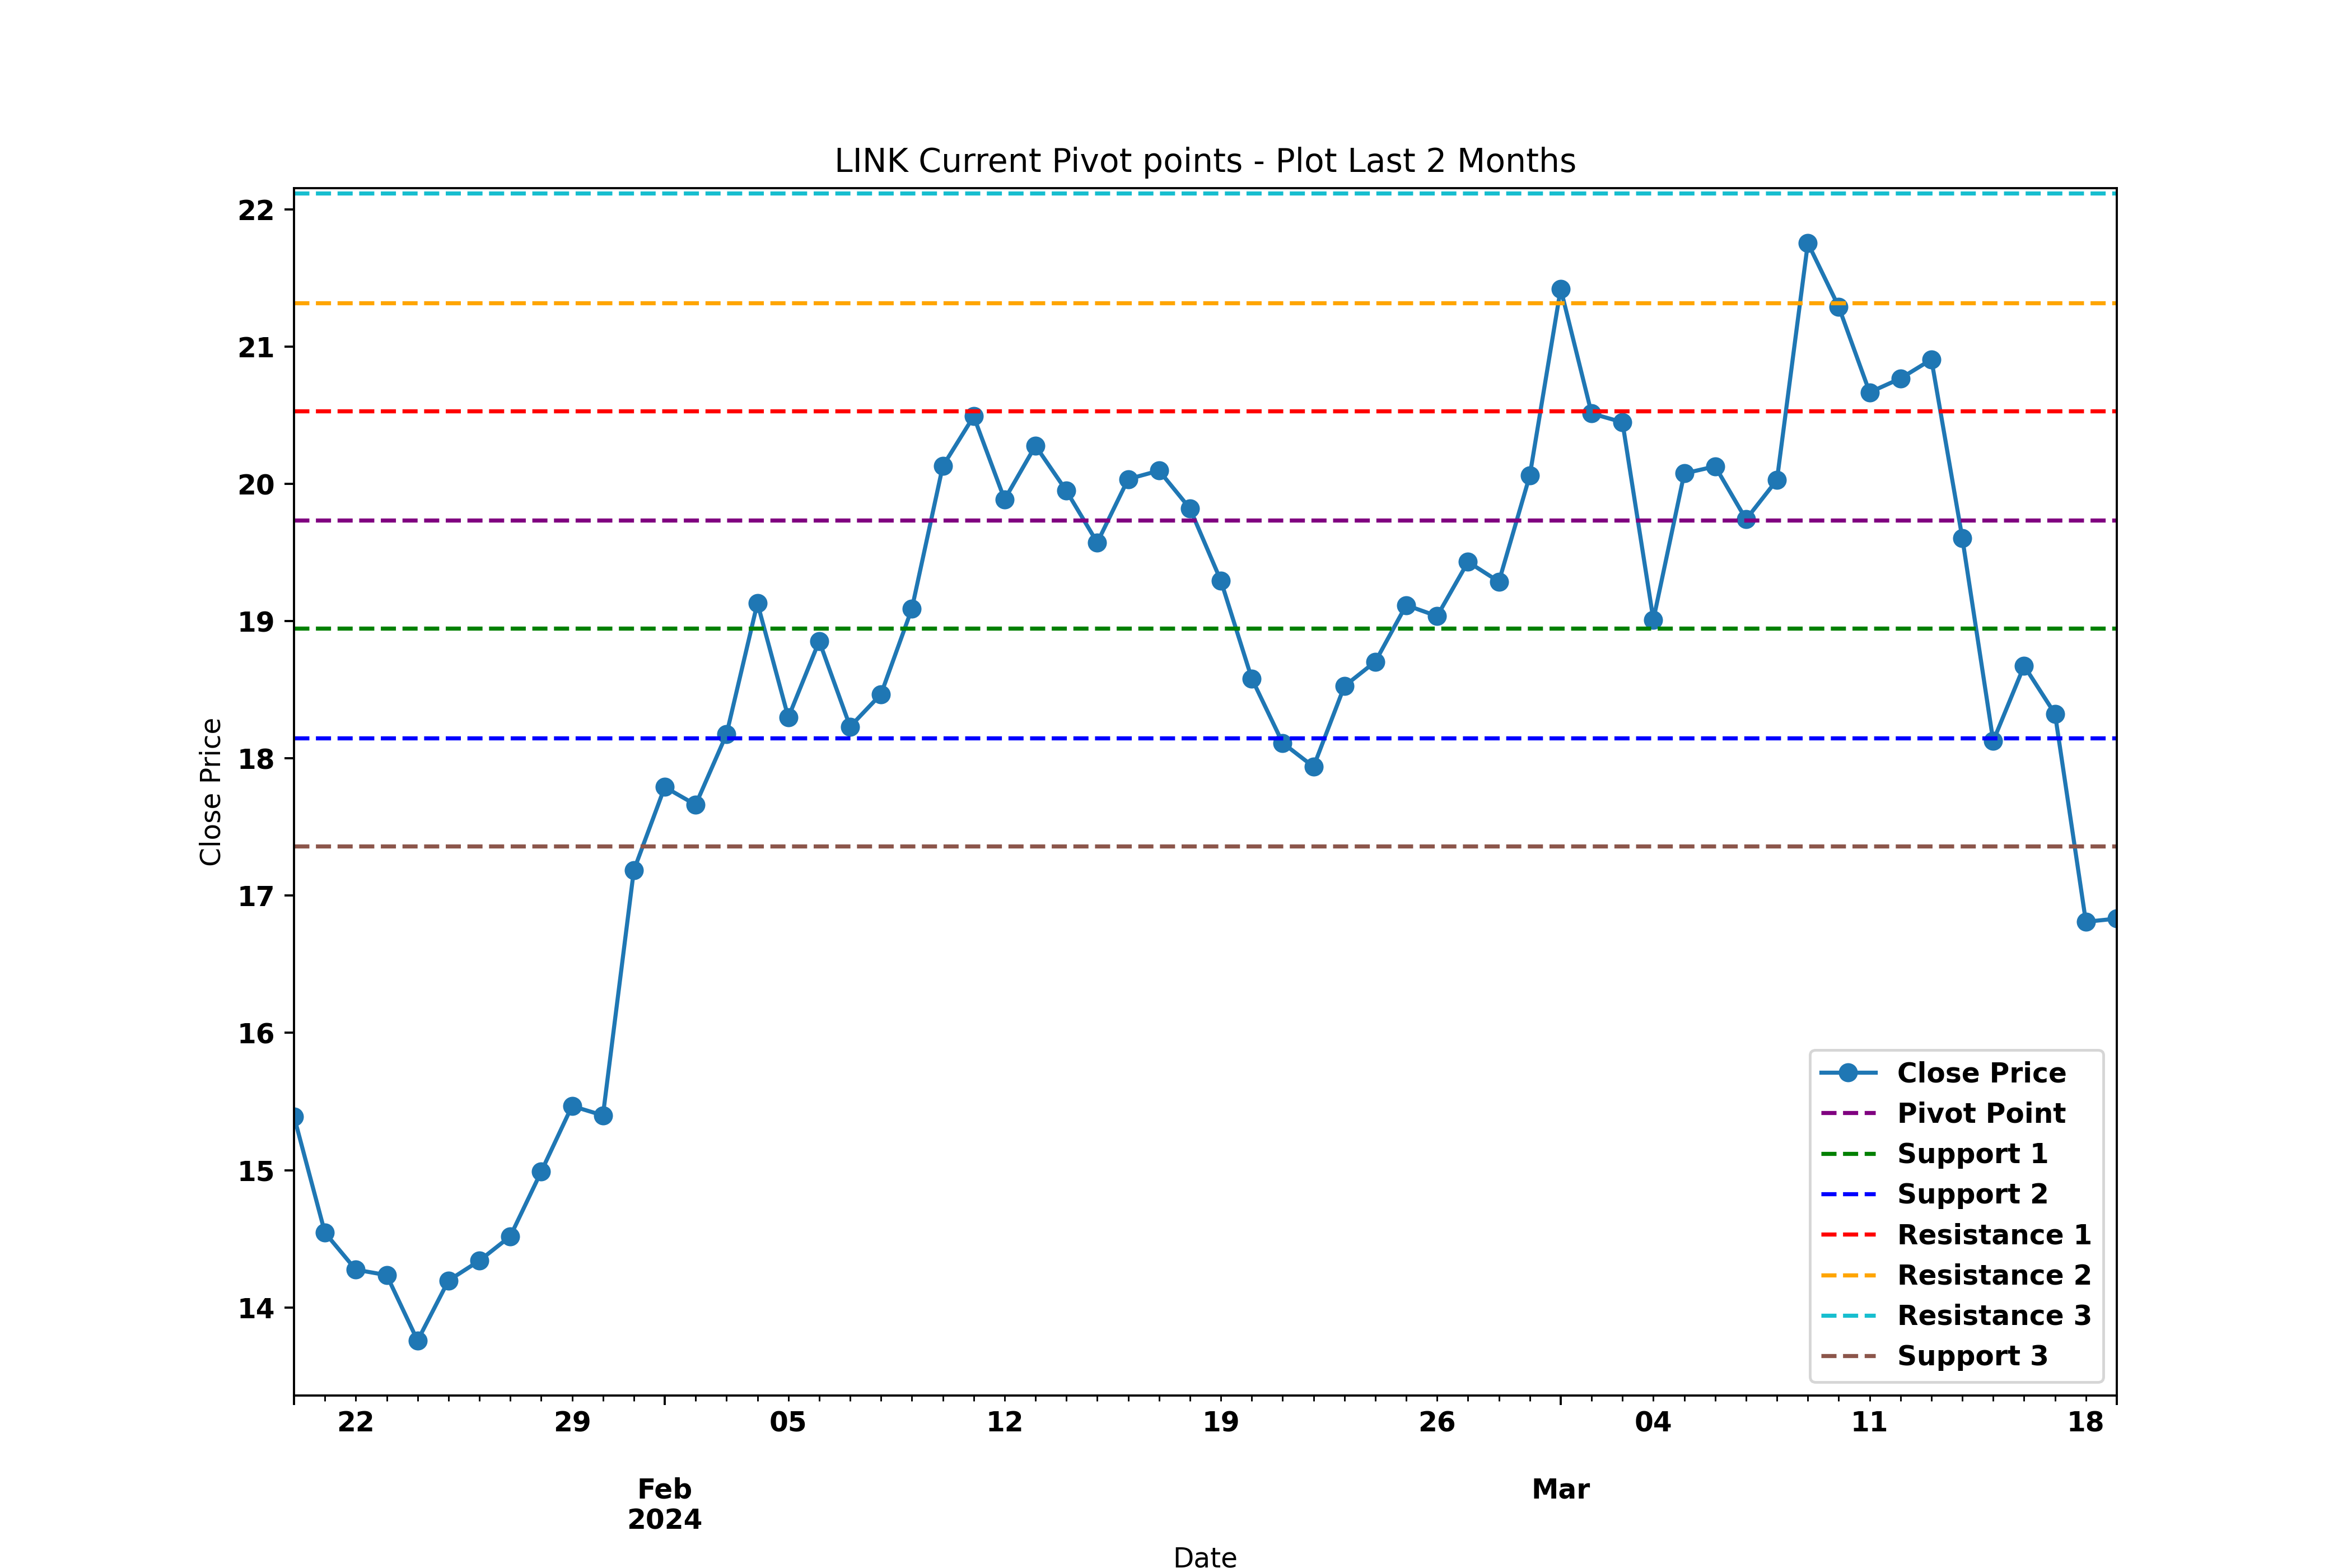 LINK Current Pivot points - Plot Last 2 Months
22
21
20
19
18
17
16
15
14
Close Price
Close Price
Pivot Point
Support 1
Support 2
Resistance 1
Resistance 2
Resistance 3
Support 3
22 29 05 12 19 26 04 11 18
Feb Mar
2024
Date